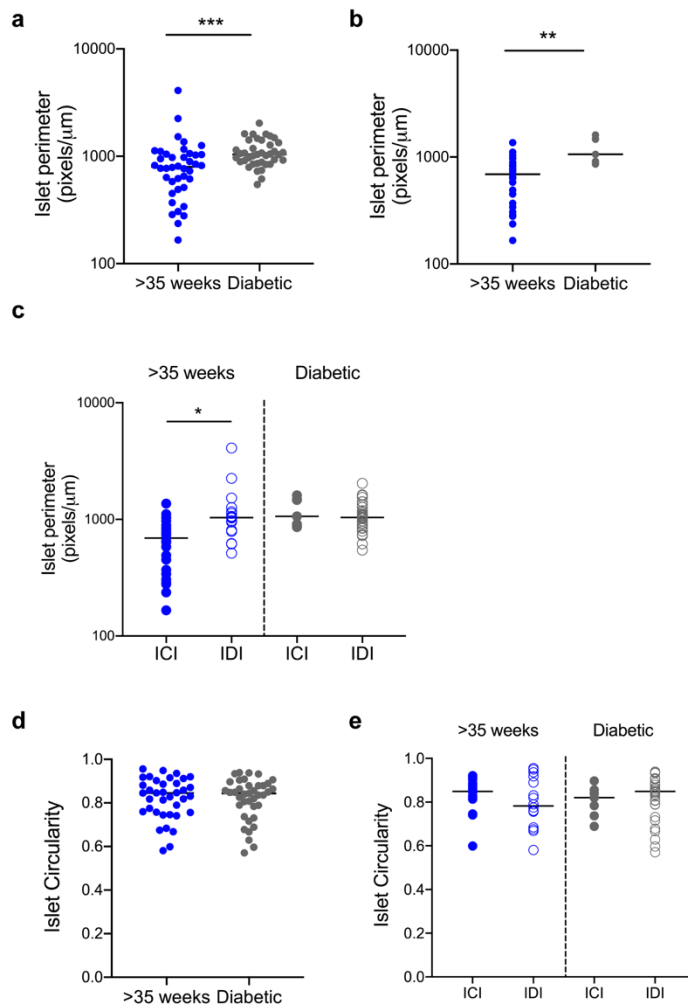 a
***
10000
1000
100
Islet perimeter
(pixels/μm)
>35 weeks Diabetic
b
**
10000
1000
100
Islet perimeter
(pixels/μm)
>35 weeks Diabetic
c
>35 weeks Diabetic
*
10000
1000
100
Islet perimeter
(pixels/μm)
ICI IDI ICI IDI
d
1.0
0.8
0.6
0.4
0.2
0.0
Islet Circularity
>35 weeks Diabetic
e
>35 weeks Diabetic
1.0
0.8
0.6
0.4
0.2
0.0
Islet Circularity
ICI IDI ICI IDI